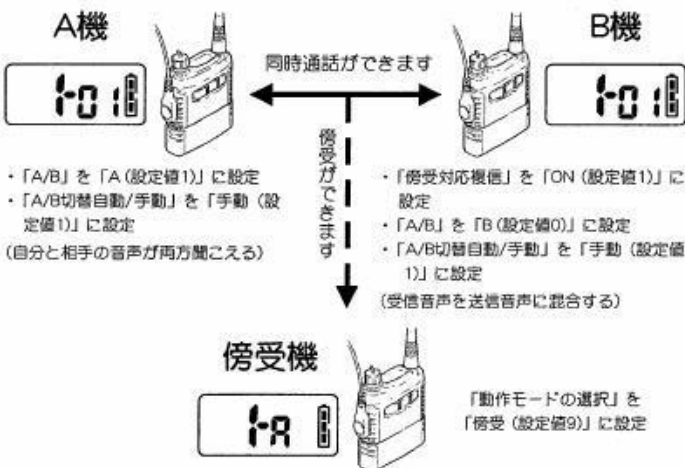 A機
B機
同時通話ができます
1-01
1-01
傍受ができます
・「A/B」を「A(設定値1)」に設定
・「A/B切替自動/手動」を「手動(設
定値1)」に設定
(自分と相手の音声が両方聞こえる)
・「傍受対応複信」を「ON(設定値1)」に
設定
・「A/B」を「B(設定値0)」に設定
・「A/B切替自動/手動」を「手動(設定値
1)」に設定
(受信音声を送信音声に混合する)
傍受機
1-A
「動作モードの選択」を
「傍受(設定値9)」に設定